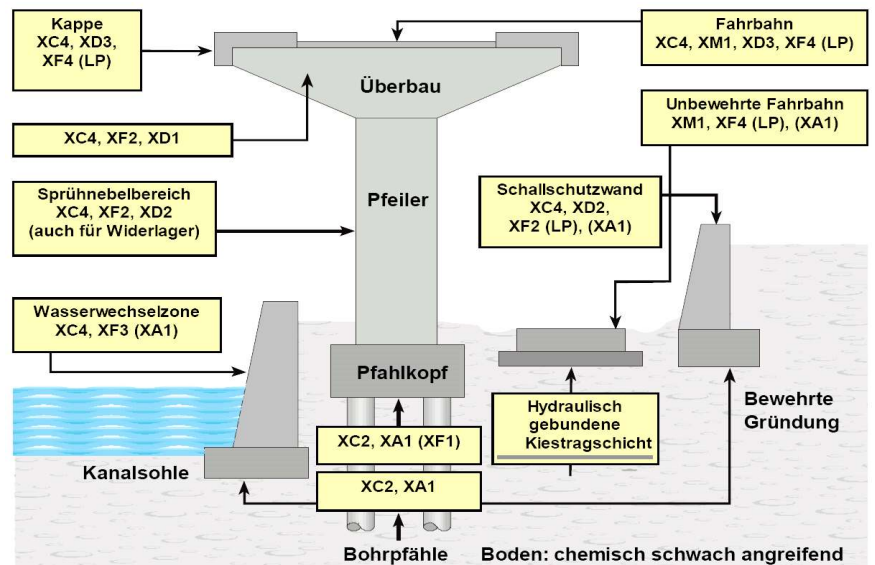 Kappe
XC4, XD3,
XF4 (LP)
Fahrbahn
XC4, XM1, XD3, XF4 (LP)
Überbau
Unbewehrte Fahrbahn
XM1, XF4 (LP), (XA1)
XC4, XF2, XD1
Sprühnebelbereich
XC4, XF2, XD2
(auch für Widerlager)
Pfeiler
Schallschutzwand
XC4, XD2,
XF2 (LP), (XA1)
Wasserwechselzone
XC4, XF3 (XA1)
Pfahlkopf
Hydraulisch
gebundene
Kiestragschicht
Bewehrte
Gründung
XC2, XA1 (XF1)
Kanalsohle
XC2, XA1
Bohrpfähle
Boden: chemisch schwach angreifend